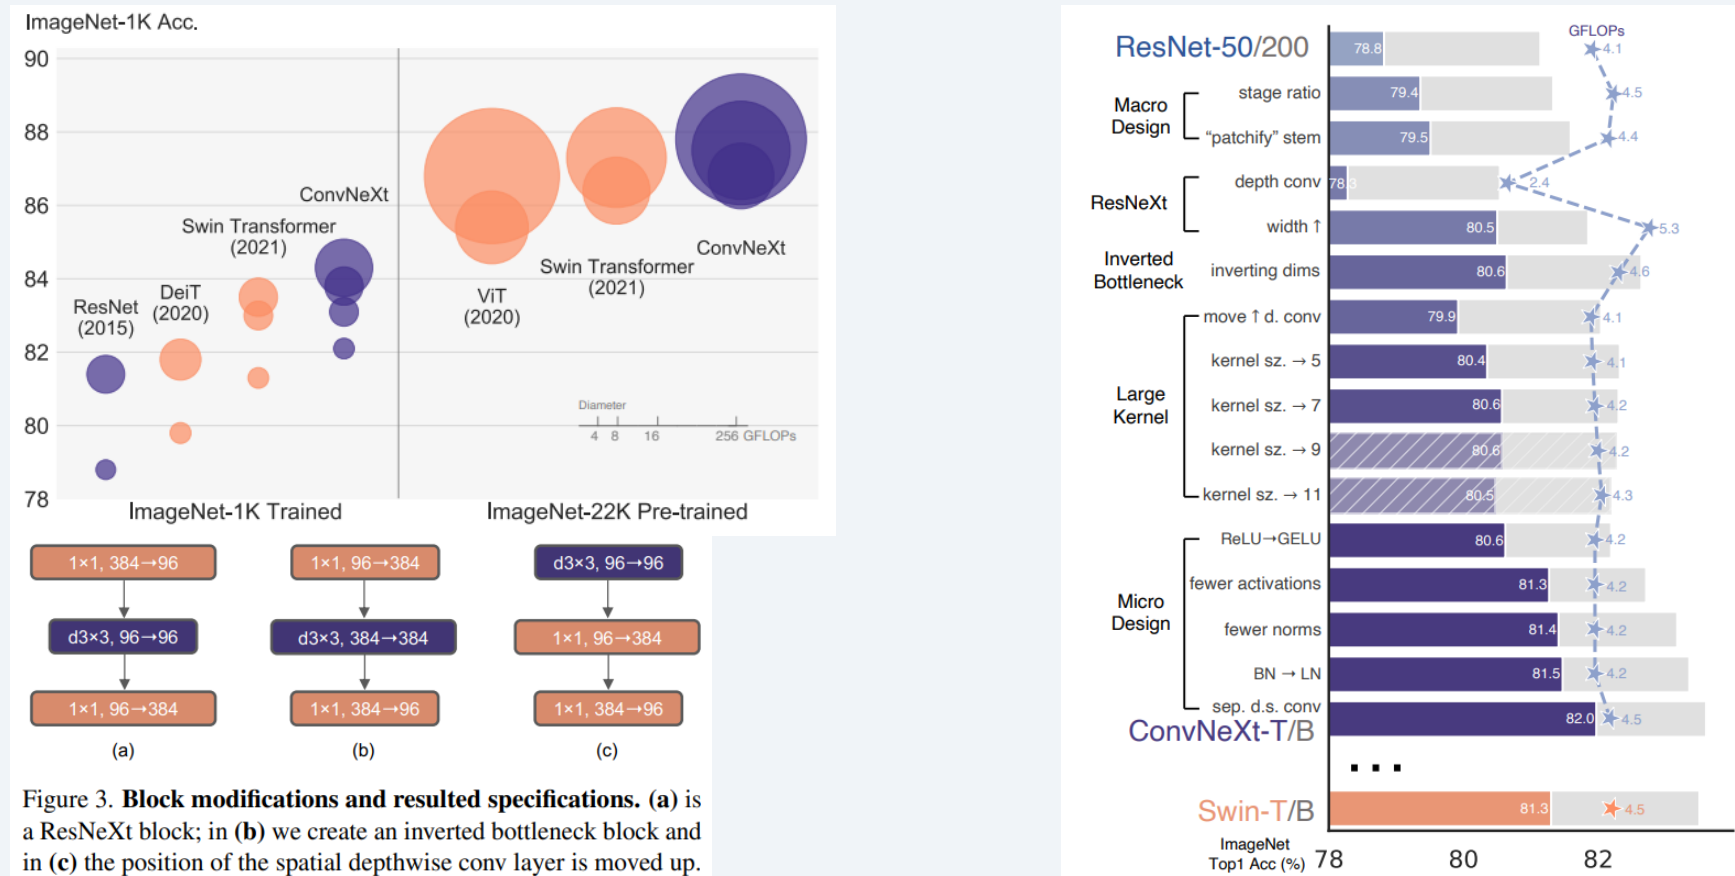 ImageNet-1K Acc.
90
88
86
84
82
80
78
ResNet
(2015)
DeiT
(2020)
Swin Transformer
(2021)
ConvNeXt
ViT
(2020)
Swin Transformer
(2021)
ConvNeXt
Diameter
4 8 16 256 GFLOPs
ImageNet-1K Trained
ImageNet-22K Pre-trained
1×1, 384→96
d3×3, 96→96
1×1, 96→384
(a)
1×1, 96→384
d3×3, 384→384
1×1, 384→96
(b)
d3×3, 96→96
1×1, 96→384
1×1, 384→96
(c)
Figure 3. Block modifications and resulted specifications. (a) is
a ResNeXt block; in (b) we create an inverted bottleneck block and
in (c) the position of the spatial depthwise conv layer is moved up.
GFLOPs
ResNet-50/200 78.8 4.1
Macro
Design
stage ratio 79.4 4.5
“patchify” stem 79.5 4.4
ResNeXt
depth conv 78.3 2.4
width ↑ 80.5 5.3
Inverted
Bottleneck
inverting dims 80.6 4.6
Large
Kernel
move ↑ d. conv 79.9 4.1
kernel sz. → 5 80.4 4.1
kernel sz. → 7 80.6 4.2
kernel sz. → 9 80.6 4.2
kernel sz. → 11 80.5 4.3
Micro
Design
ReLU→GELU 80.6 4.2
fewer activations 81.3 4.2
fewer norms 81.4 4.2
BN → LN 81.5 4.2
sep. d.s. conv
ConvNeXt-T/B 82.0 4.5
...
Swin-T/B 81.3 4.5
ImageNet
Top1 Acc (%)
78 80 82